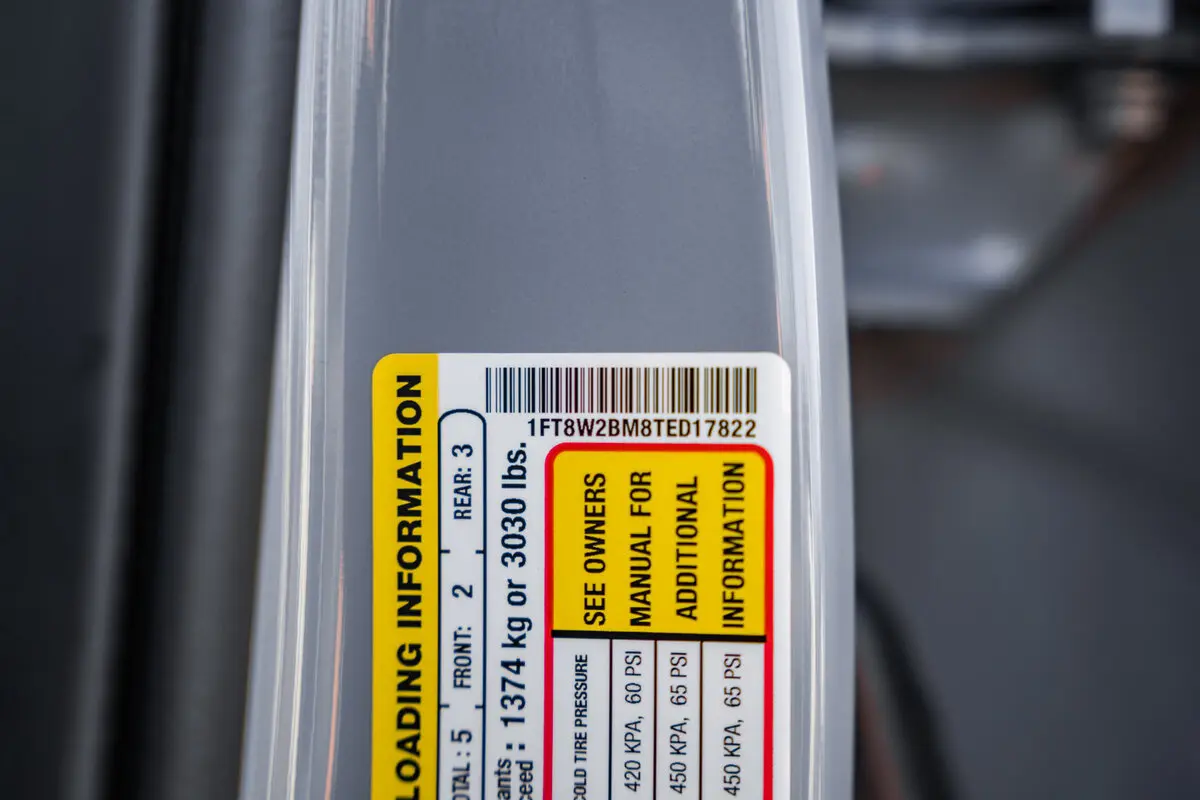 1FT8W2BM8TED17822
LOADING INFORMATION
: 5 FRONT: 2 REAR: 3
: 1374 kg or 3030 lbs.
COLD TIRE PRESSURE
420 KPA, 60 PSI
450 KPA, 65 PSI
450 KPA, 65 PSI
SEE OWNERS
MANUAL FOR
ADDITIONAL
INFORMATION